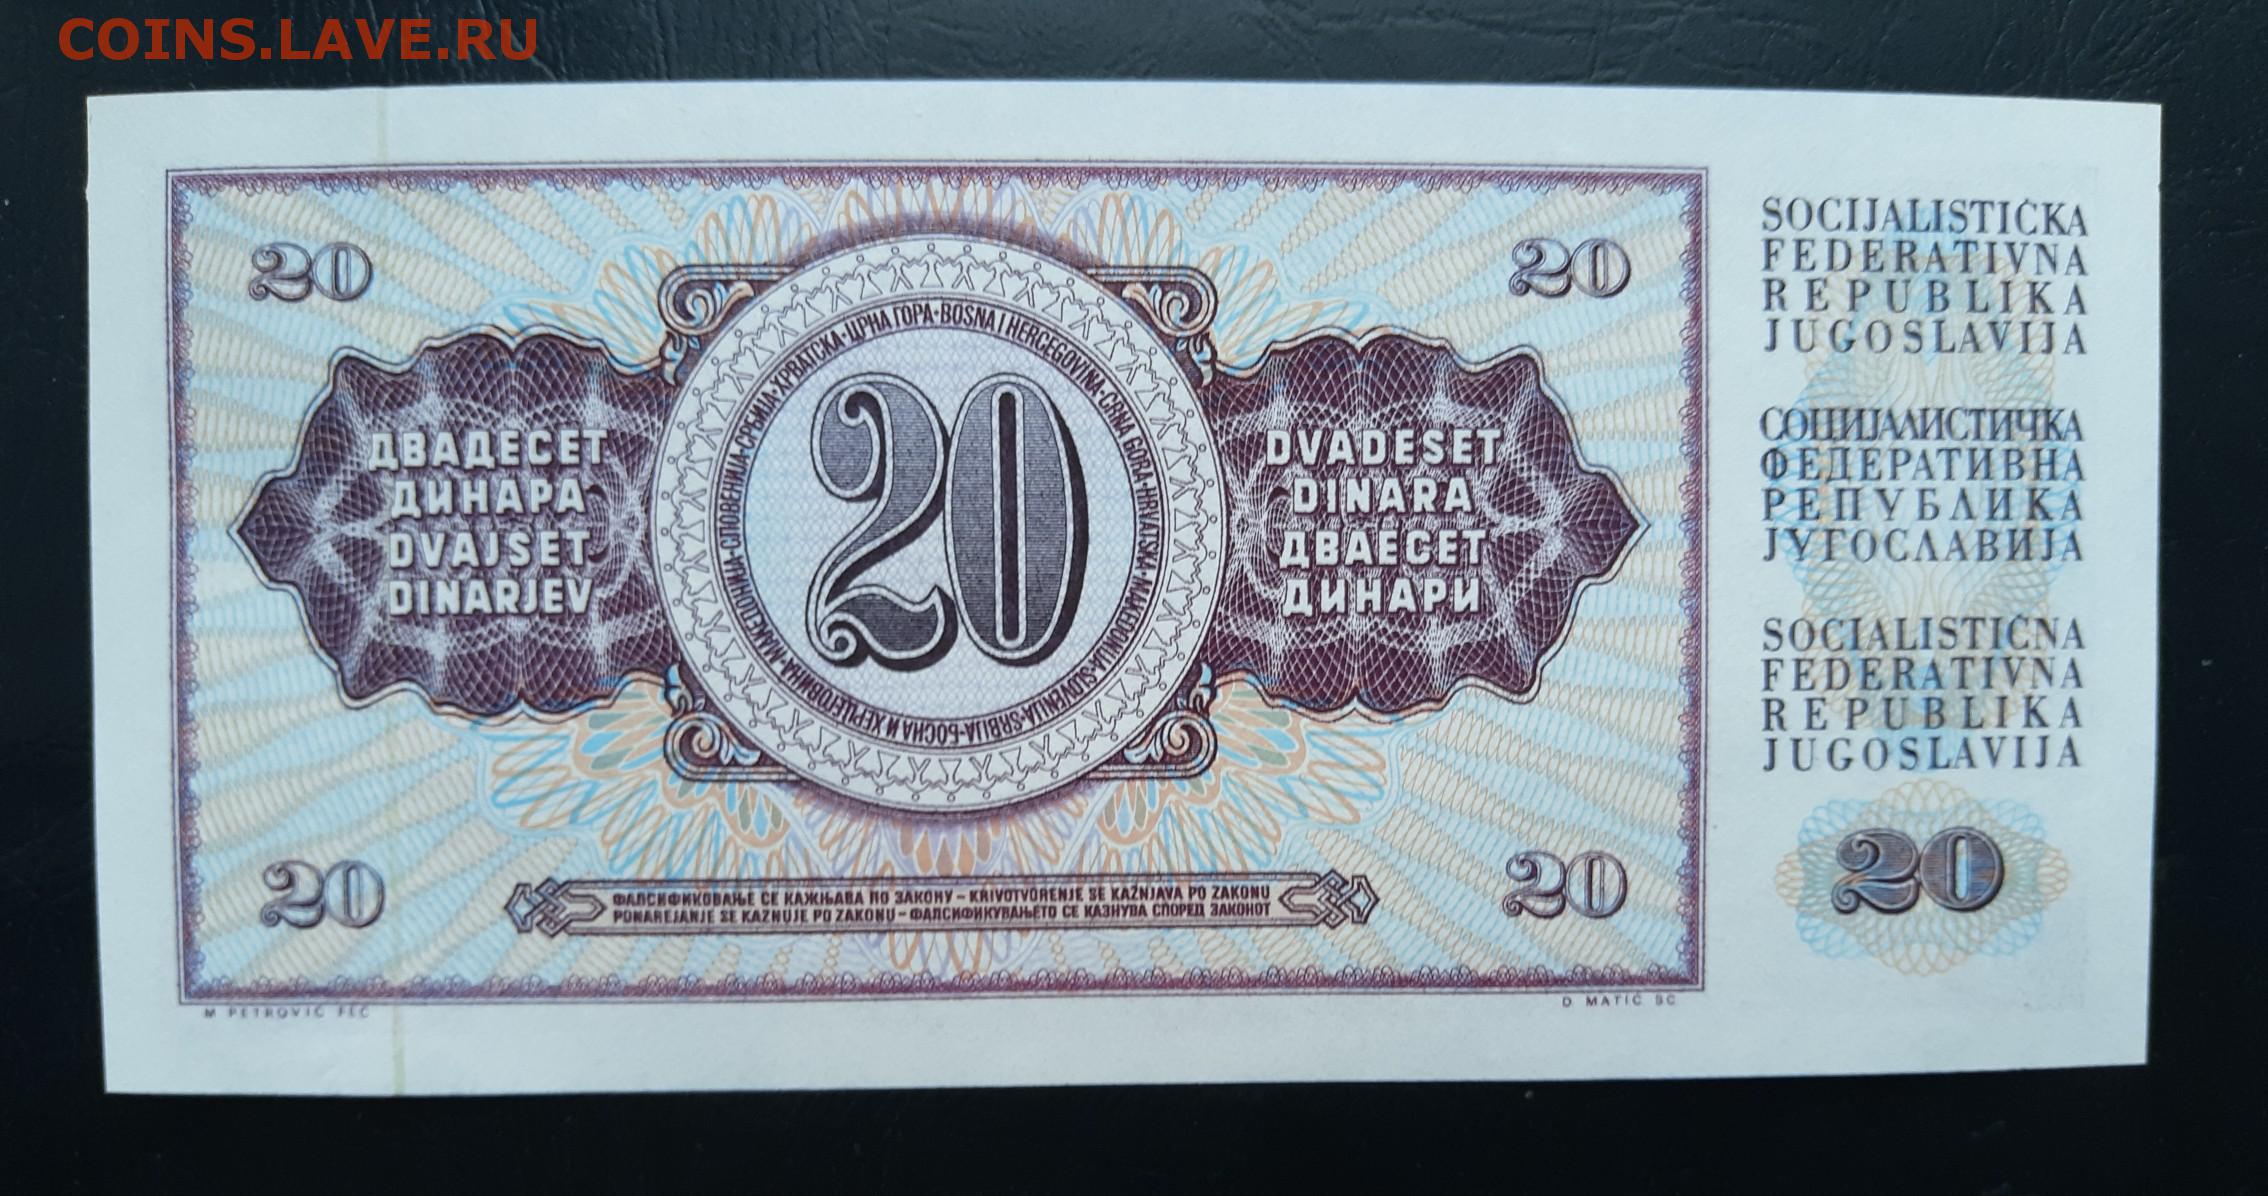 COINS.LAVE.RU
20
20
МАКЕДОНИЈА·СЛОВЕНИЈА·СРБИЈА·ХРВАТСКА·ЦРНА ГОРА·BOSNA I HERCEGOVINA·CRNA GORA·HRVATSKA·MAKEDONIJA·SLOVENIJA·SRBIJA·БОСНА И ХЕРЦЕГОВИНА
ДВАДЕСЕТ
ДИНАРА
DVAJSET
DINARJEV
20
DVADESET
DINARA
ДВАЕСЕТ
ДИНАРИ
20
ФАЛСИФИКОВАЊЕ СЕ КАЖЊАВА ПО ЗАКОНУ – KRIVOTVORENJE SE KAŽNJAVA PO ZAKONU
PONAREJANJE SE KAZNUJE PO ZAKONU – ФАЛСИФИКУВАЊЕТО СЕ КАЗНУВА СПОРЕД ЗАКОНОТ
20
M PETROVIĆ FEC
D MATIĆ SC
SOCIJALISTIČKA
FEDERATIVNA
REPUBLIKA
JUGOSLAVIJA
СОЦИЈАЛИСТИЧКА
ФЕДЕРАТИВНА
РЕПУБЛИКА
ЈУГОСЛАВИЈА
SOCIALISTIČNA
FEDERATIVNA
REPUBLIKA
JUGOSLAVIJA
20